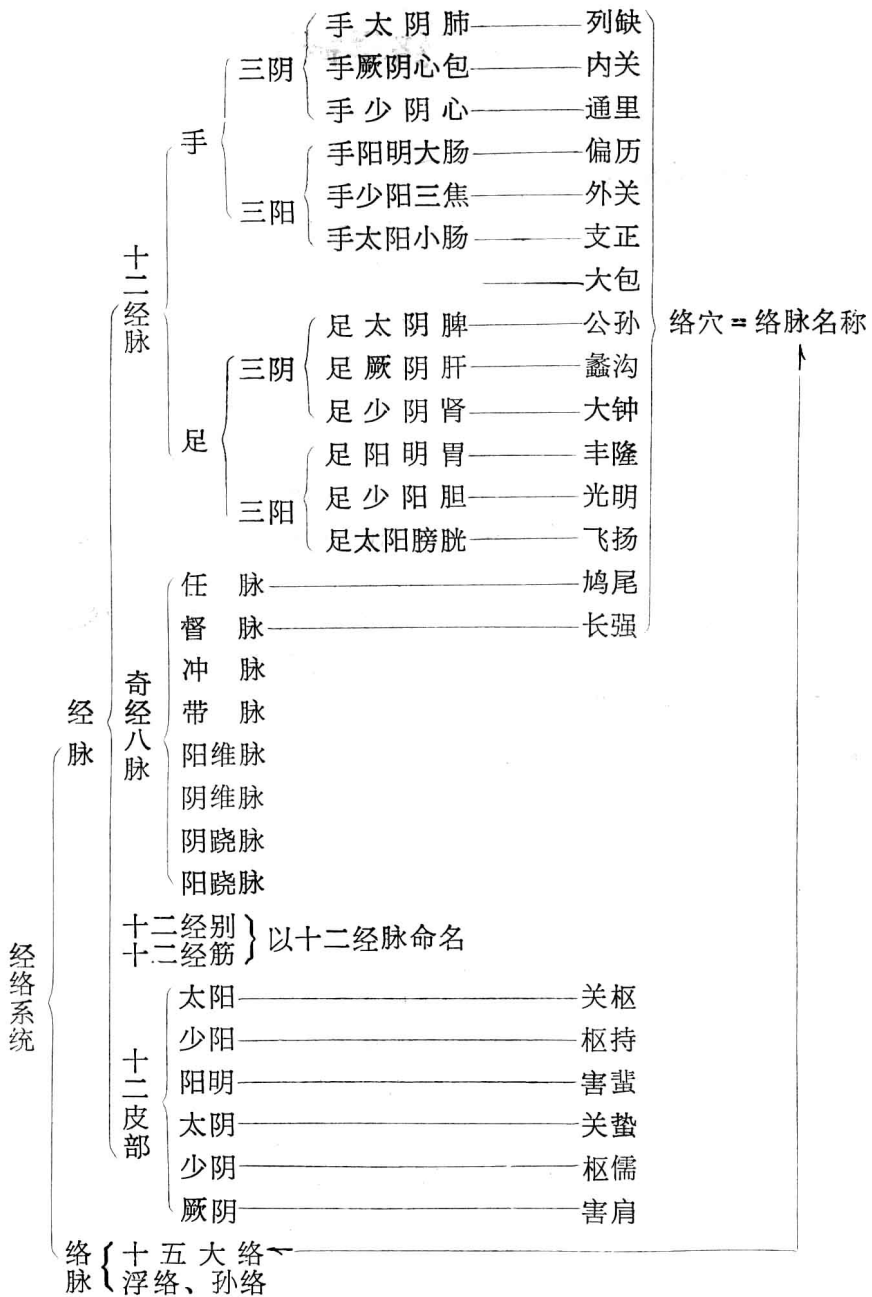 手太阴肺 列缺
三阴 手厥阴心包 内关
手少阴心 通里
手
手阳明大肠 偏历
三阳 手少阳三焦 外关
手太阳小肠 支正
十二经脉
大包
足太阴脾 公孙 络穴=络脉名称
三阴 足厥阴肝 蠡沟
足少阴肾 大钟
足
足阳明胃 丰隆
三阳 足少阳胆 光明
足太阳膀胱 飞扬
任脉 鸠尾
督脉 长强
冲脉
经脉 奇经八脉 带脉
阳维脉
阴维脉
阴跷脉
阳跷脉
十二经别
十二经筋 以十二经脉命名
经络系统
太阳 关枢
少阳 枢持
十二皮部 阳明 害蜚
太阴 关蛰
少阴 枢儒
厥阴 害肩
络脉 十五大络
浮络、孙络